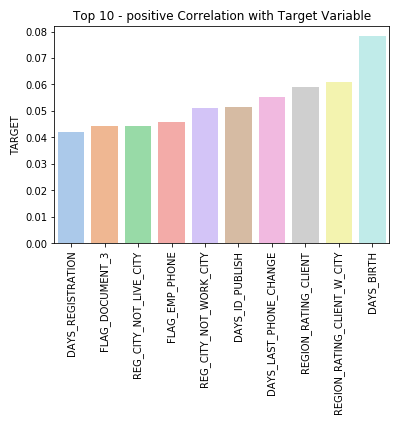 Top 10 - positive Correlation with Target Variable
TARGET
0.08
0.07
0.06
0.05
0.04
0.03
0.02
0.01
0.00
DAYS_REGISTRATION
FLAG_DOCUMENT_3
REG_CITY_NOT_LIVE_CITY
FLAG_EMP_PHONE
REG_CITY_NOT_WORK_CITY
DAYS_ID_PUBLISH
DAYS_LAST_PHONE_CHANGE
REGION_RATING_CLIENT
REGION_RATING_CLIENT_W_CITY
DAYS_BIRTH